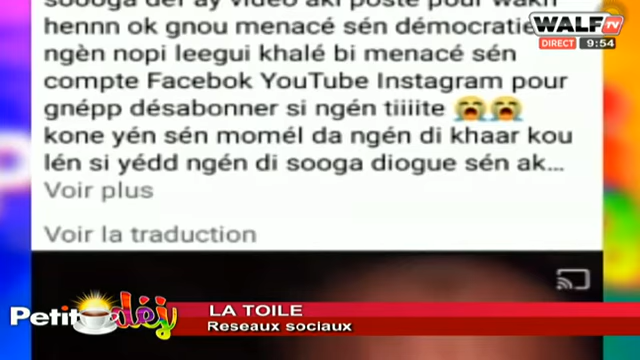 soooga def ay vidéo aki poste pour wakh
hennn ok gnou menacé sén démocratie
ngèn nopi leegui khalé bi menacé sén
compte Facebok YouTube Instagram pour
gnépp désabonner si ngén tiiiiite 😭😭
kone yén sén momél da ngén di khaar kou
lén si yédd ngén di sooga diogue sén ak...
Voir plus
Voir la traduction
WALF TV
DIRECT 9:54
Petit déj
LA TOILE
Reseaux sociaux